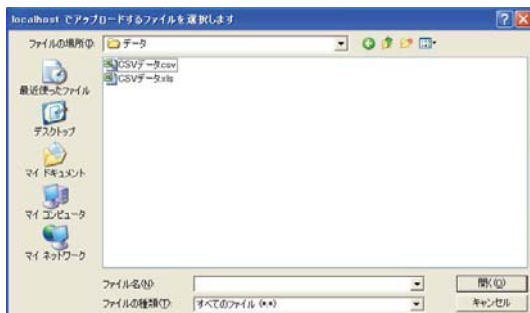 localhost でアップロードするファイルを選択します
ファイルの場所(I):
データ
CSVデータ.csv
CSVデータ.xls
最近使ったファイル
デスクトップ
マイ ドキュメント
マイ コンピュータ
マイ ネットワーク
ファイル名(N):
開く(O)
ファイルの種類(T):
すべてのファイル (*.*)
キャンセル